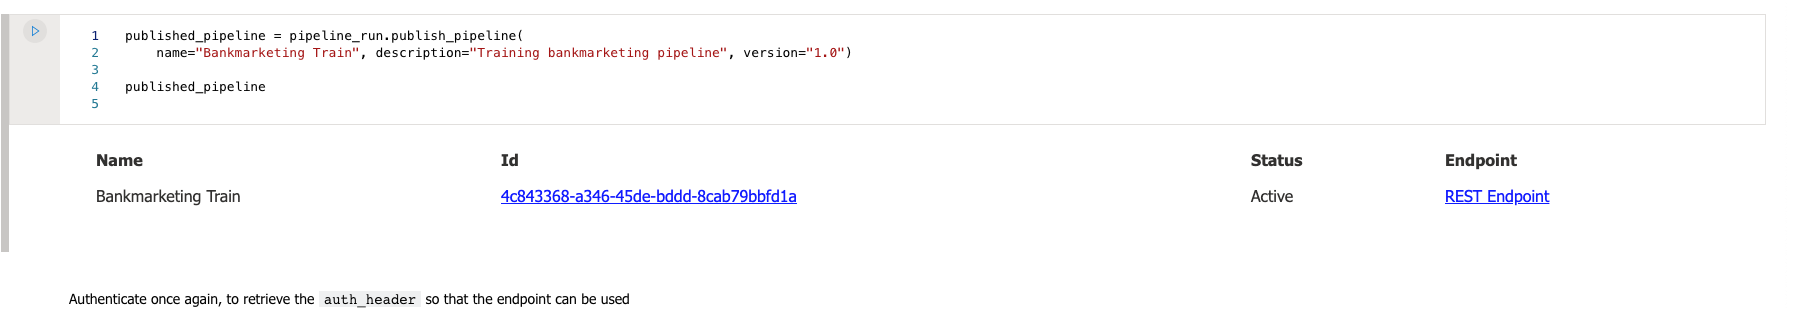 1 published_pipeline = pipeline_run.publish_pipeline(
2     name="Bankmarketing Train", description="Training bankmarketing pipeline", version="1.0")
3
4 published_pipeline
5
Name Id Status Endpoint
Bankmarketing Train 4c843368-a346-45de-bddd-8cab79bbfd1a Active REST Endpoint
Authenticate once again, to retrieve the auth_header so that the endpoint can be used